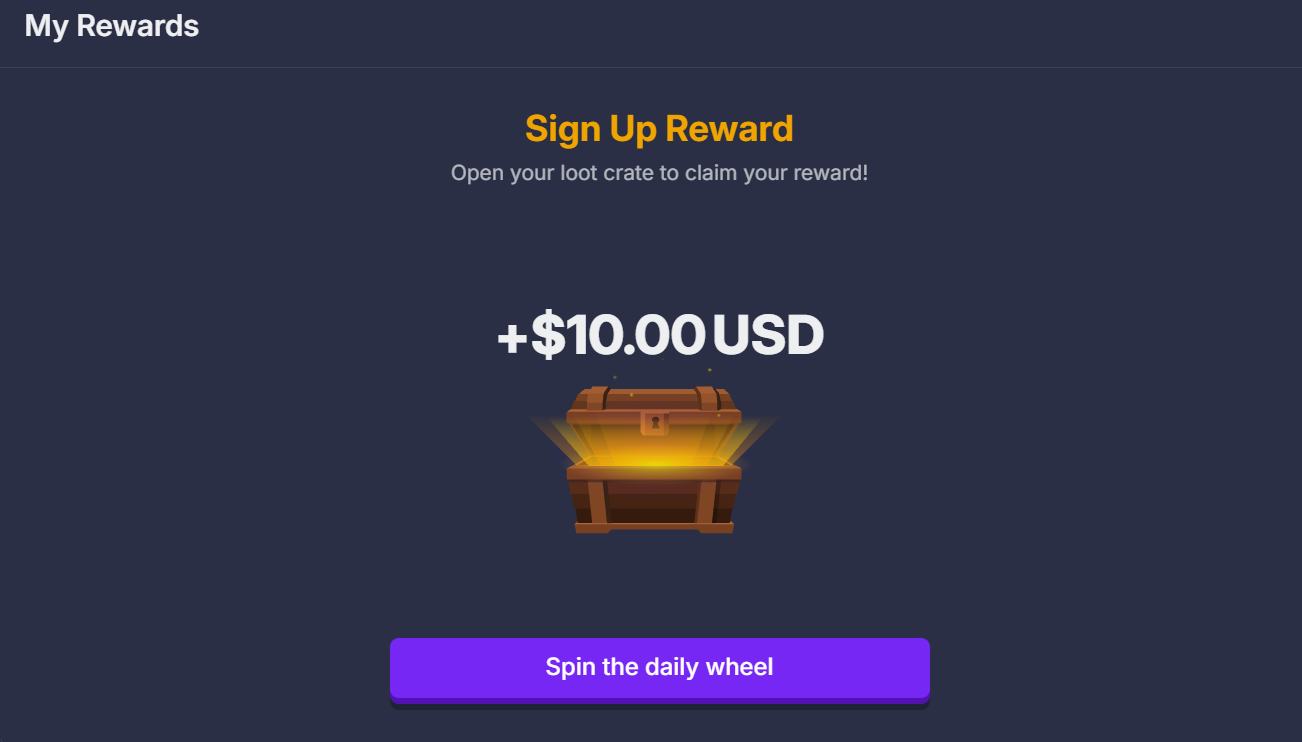 My Rewards
Sign Up Reward
Open your loot crate to claim your reward!
+$10.00 USD
Spin the daily wheel